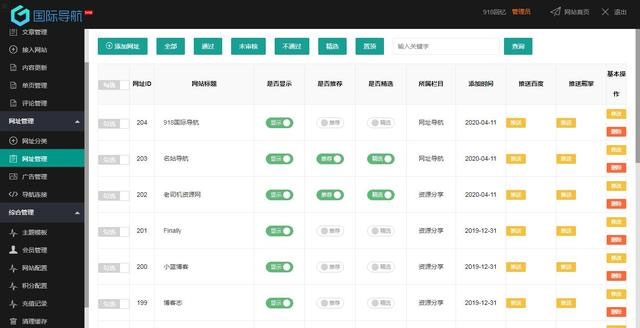 国际导航
918回忆 管理员 网站首页 退出
文章管理
接入网站
内容更新
单页管理
评论管理
网址管理
网址分类
网址管理
广告管理
导航连接
综合管理
主题模板
会员管理
网站配置
积分配置
充值记录
清理缓存
添加网址 全部 通过 未审核 不通过 精选 置顶 输入关键字 查询
勾选 网址ID 网站标题 是否显示 是否推荐 是否精选 所属栏目 添加时间 推送百度 推送熊掌 基本操作
勾选 204 918国际导航 显示 推荐 精选 网址导航 2020-04-11 推送 推送
删除
勾选 203 名站导航 显示 推荐 精选 网址导航 2020-04-11 推送 推送
删除
勾选 202 老司机资源网 显示 推荐 精选 资源分享 2020-04-11 推送 推送
删除
勾选 201 Finally 显示 推荐 精选 资源分享 2019-12-31 推送 推送
删除
勾选 200 小蓝博客 显示 推荐 精选 资源分享 2019-12-31 推送 推送
删除
勾选 199 博客志 显示 推荐 精选 资源分享 2019-12-31 推送 推送
删除